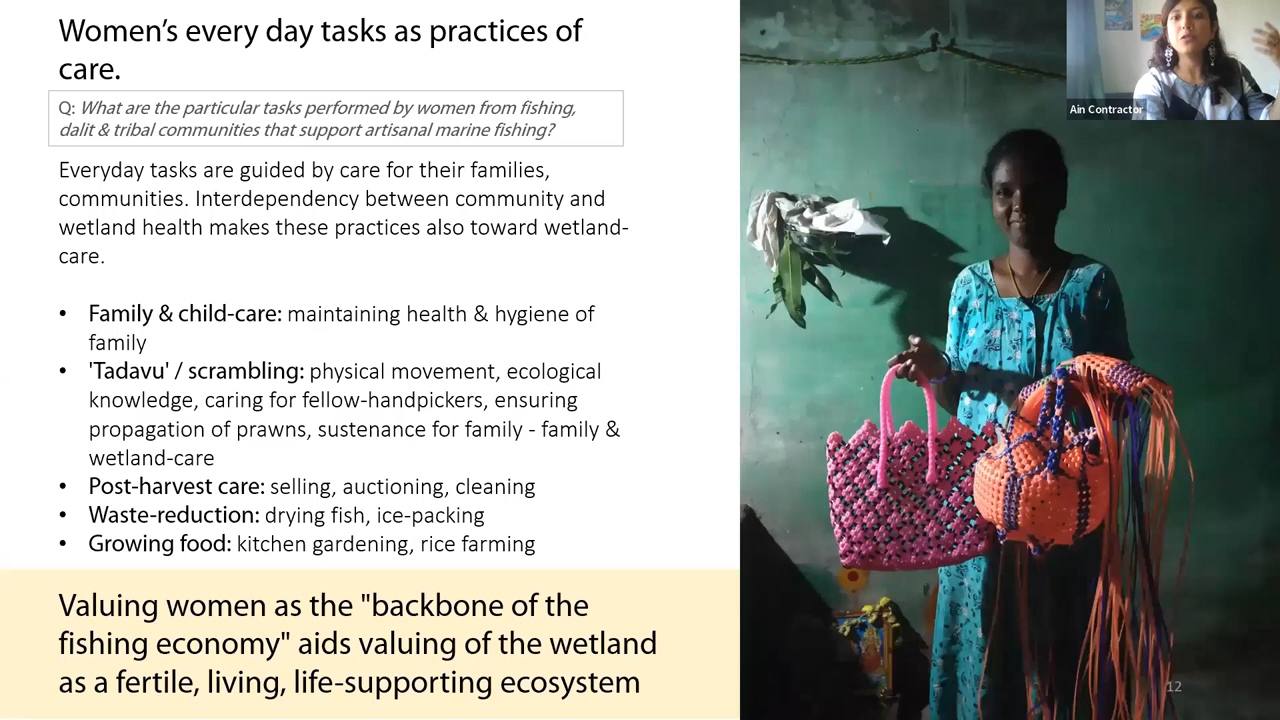 Women’s every day tasks as practices of
care.
Q: What are the particular tasks performed by women from fishing,
dalit & tribal communities that support artisanal marine fishing?
Everyday tasks are guided by care for their families,
communities. Interdependency between community and
wetland health makes these practices also toward wetland-
care.
• Family & child-care: maintaining health & hygiene of
family
• 'Tadavu' / scrambling: physical movement, ecological
knowledge, caring for fellow-handpickers, ensuring
propagation of prawns, sustenance for family - family &
wetland-care
• Post-harvest care: selling, auctioning, cleaning
• Waste-reduction: drying fish, ice-packing
• Growing food: kitchen gardening, rice farming
Valuing women as the "backbone of the
fishing economy" aids valuing of the wetland
as a fertile, living, life-supporting ecosystem
Ain Contractor
12